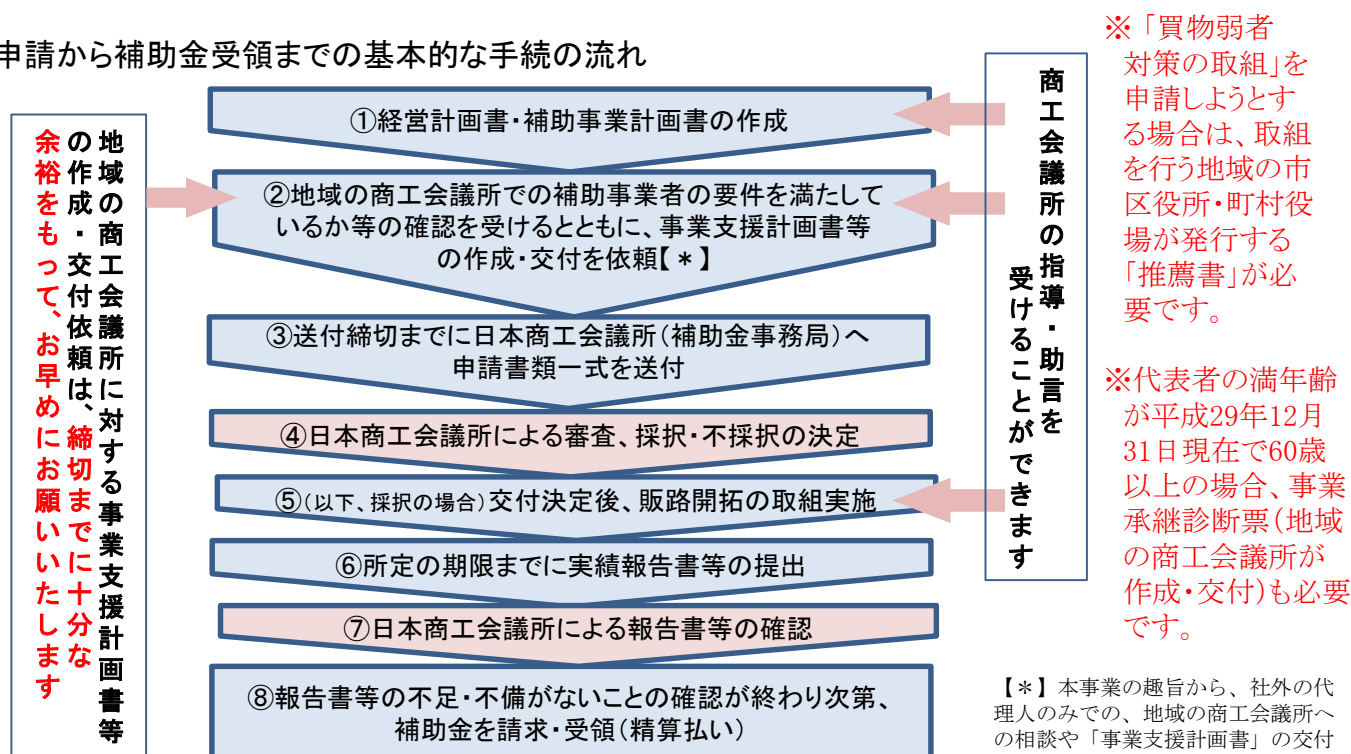 申請から補助金受領までの基本的な手続の流れ
①経営計画書・補助事業計画書の作成
②地域の商工会議所での補助事業者の要件を満たして
いるか等の確認を受けるとともに、事業支援計画書等
の作成・交付を依頼【＊】
③送付締切までに日本商工会議所（補助金事務局）へ
申請書類一式を送付
④日本商工会議所による審査、採択・不採択の決定
⑤（以下、採択の場合）交付決定後、販路開拓の取組実施
⑥所定の期限までに実績報告書等の提出
⑦日本商工会議所による報告書等の確認
⑧報告書等の不足・不備がないことの確認が終わり次第、
補助金を請求・受領（精算払い）
地域の商工会議所に対する事業支援計画書等
の作成・交付依頼は、締切までに十分な
余裕をもって、お早めにお願いいたします
商工会議所の指導・助言を
受けることができます
※「買物弱者
対策の取組」を
申請しようとす
る場合は、取組
を行う地域の市
区役所・町村役
場が発行する
「推薦書」が必
要です。
※代表者の満年齢
が平成29年12月
31日現在で60歳
以上の場合、事業
承継診断票（地域
の商工会議所が
作成・交付）も必要
です。
【＊】本事業の趣旨から、社外の代
理人のみでの、地域の商工会議所へ
の相談や「事業支援計画書」の交付